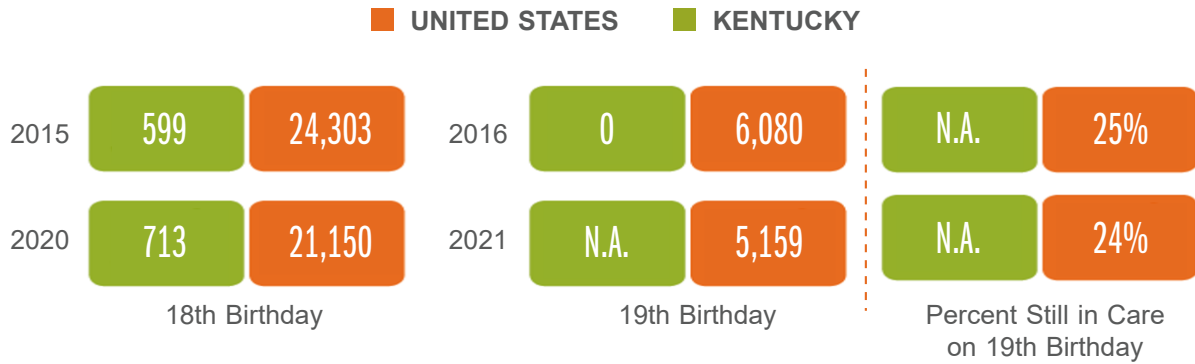 UNITED STATES KENTUCKY
2015 599 24,303 2016 0 6,080 N.A. 25%
2020 713 21,150 2021 N.A. 5,159 N.A. 24%
18th Birthday 19th Birthday Percent Still in Care
on 19th Birthday